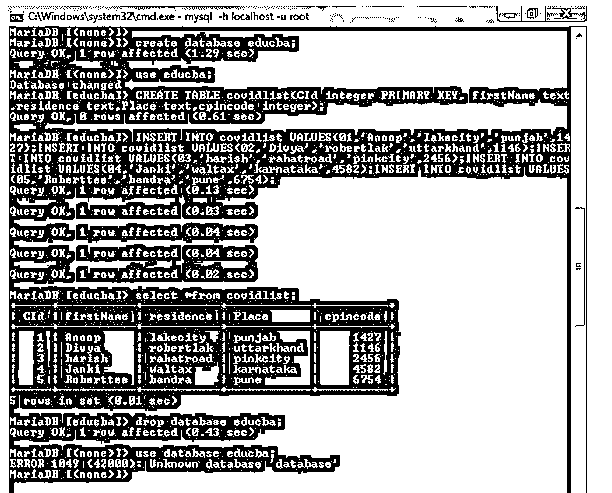 C:\Windows\system32\cmd.exe - mysql -h localhost -u root
MariaDB [(none)]>
MariaDB [(none)]> create database educba;
Query OK, 1 row affected (1.29 sec)
MariaDB [(none)]> use educba;
Database changed
MariaDB [educba]> CREATE TABLE covidlist(CId integer PRIMARY KEY, firstName text
,residence text,Place text,cpincode integer);
Query OK, 0 rows affected (0.61 sec)
MariaDB [educba]> INSERT INTO covidlist VALUES(01,'Anoop','lakecity','punjab',14
27);INSERT INTO covidlist VALUES(02,'Divya','robertlak','uttarkhand',1146);INSER
T INTO covidlist VALUES(03,'harish','rahatroad','pinkcity',2456);INSERT INTO cov
idlist VALUES(04,'Janki','waltax','karnataka',4582);INSERT INTO covidlist VALUES
(05,'Roberttes','bandra','pune',6754);
Query OK, 1 row affected (0.13 sec)
Query OK, 1 row affected (0.03 sec)
Query OK, 1 row affected (0.04 sec)
Query OK, 1 row affected (0.04 sec)
Query OK, 1 row affected (0.02 sec)
MariaDB [educba]> select *from covidlist;
CId | firstName | residence | Place | cpincode
1 | Anoop | lakecity | punjab | 1427
2 | Divya | robertlak | uttarkhand | 1146
3 | harish | rahatroad | pinkcity | 2456
4 | Janki | waltax | karnataka | 4582
5 | Roberttes | bandra | pune | 6754
5 rows in set (0.01 sec)
MariaDB [educba]> drop database educba;
Query OK, 1 row affected (0.43 sec)
MariaDB [(none)]> use database educba;
ERROR 1049 (42000): Unknown database 'database'
MariaDB [(none)]>